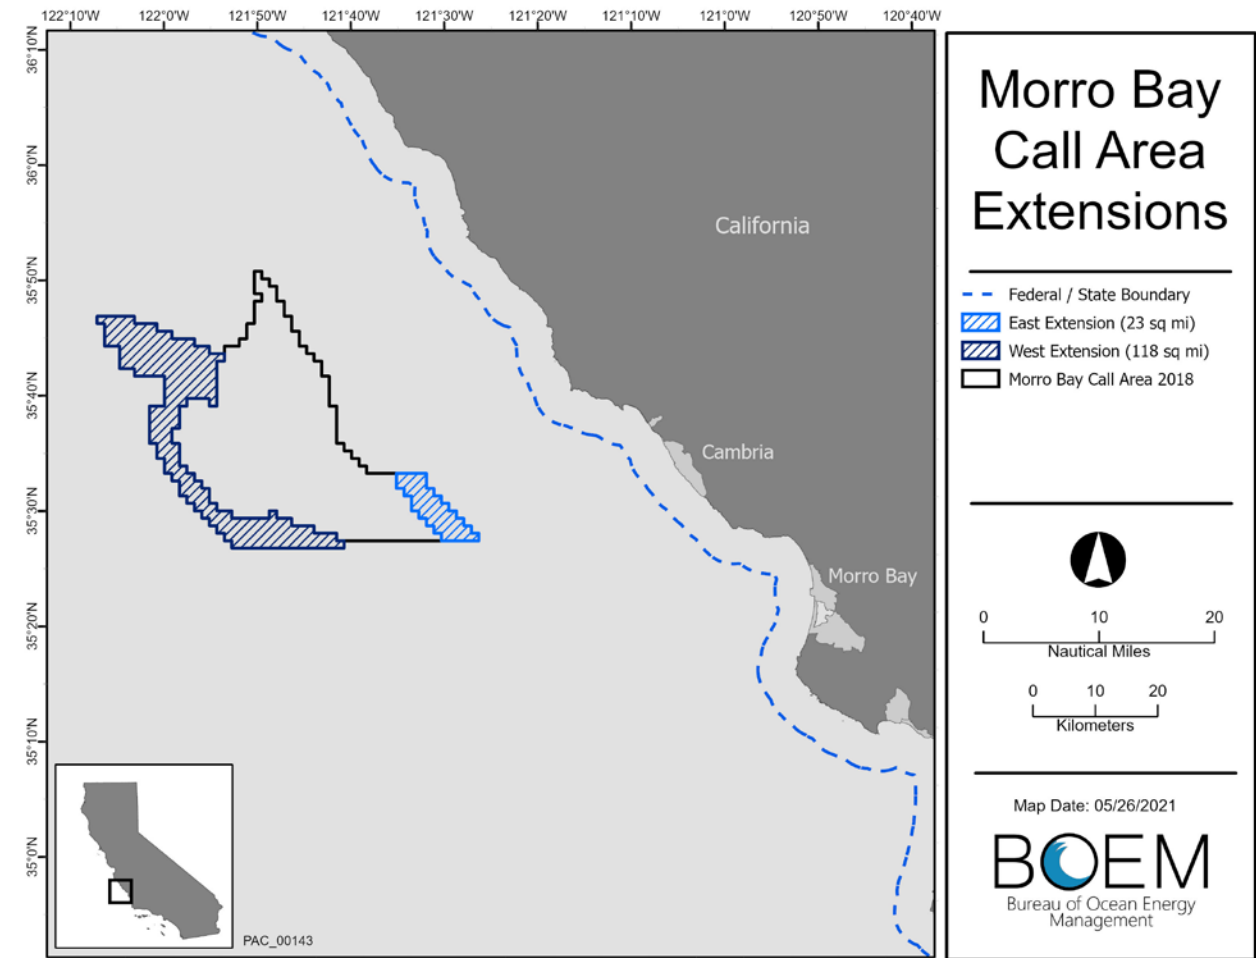 122°10'W 122°0'W 121°50'W 121°40'W 121°30'W 121°20'W 121°10'W 121°0'W 120°50'W 120°40'W
36°10'N
36°0'N
35°50'N
35°40'N
35°30'N
35°20'N
35°10'N
35°0'N
California
Cambria
Morro Bay
PAC_00143
Morro Bay
Call Area
Extensions
Federal / State Boundary
East Extension (23 sq mi)
West Extension (118 sq mi)
Morro Bay Call Area 2018
0 10 20
Nautical Miles
0 10 20
Kilometers
Map Date: 05/26/2021
BOEM
Bureau of Ocean Energy
Management